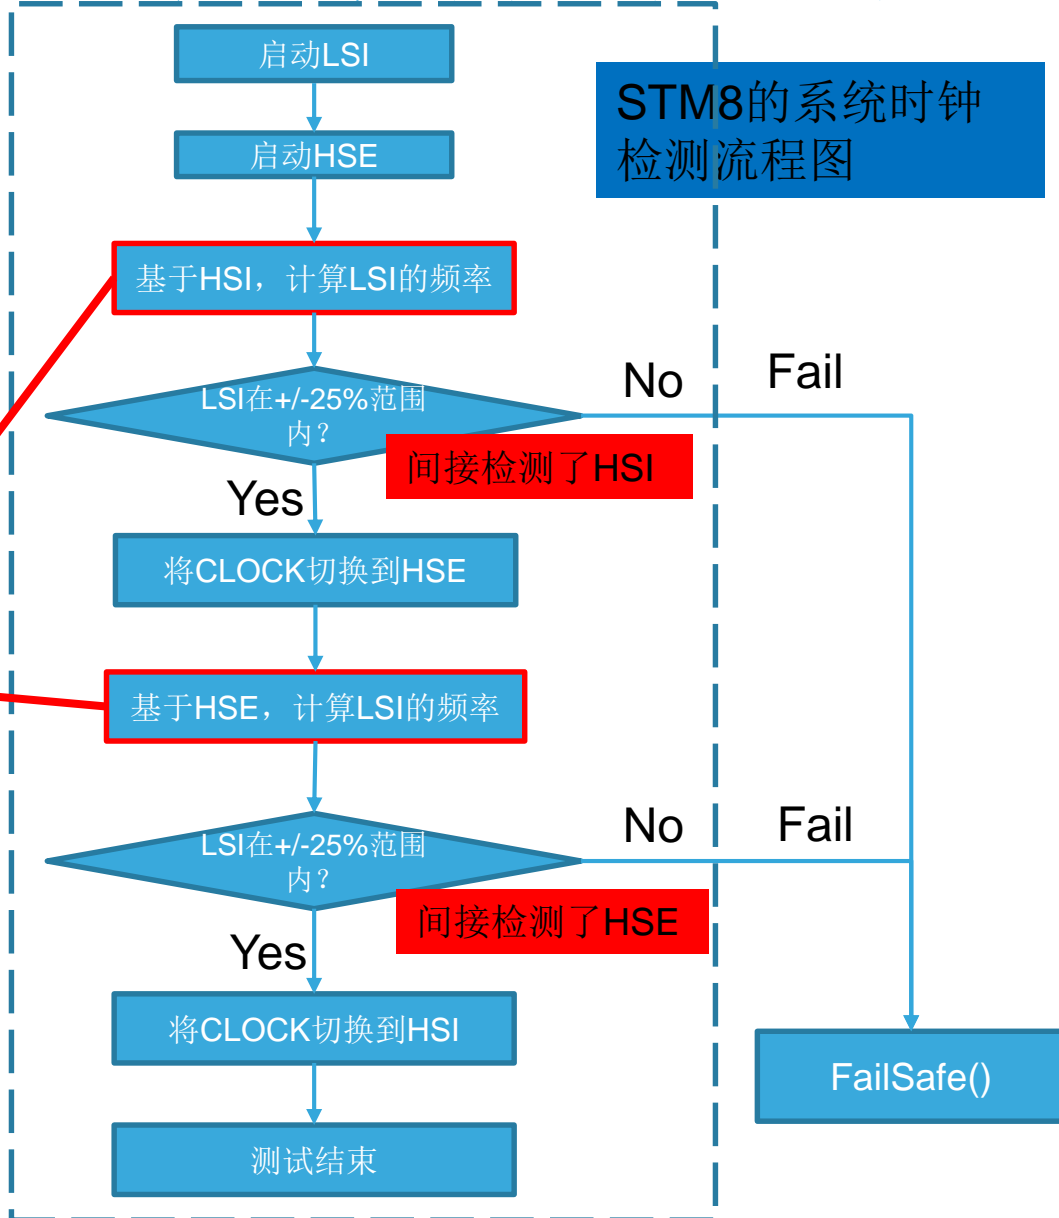 启动LSI
STM8的系统时钟
检测流程图
启动HSE
基于HSI，计算LSI的频率
LSI在+/-25%范围
内？
No
Fail
间接检测了HSI
Yes
将CLOCK切换到HSE
基于HSE，计算LSI的频率
LSI在+/-25%范围
内？
No
Fail
间接检测了HSE
Yes
将CLOCK切换到HSI
FailSafe()
测试结束